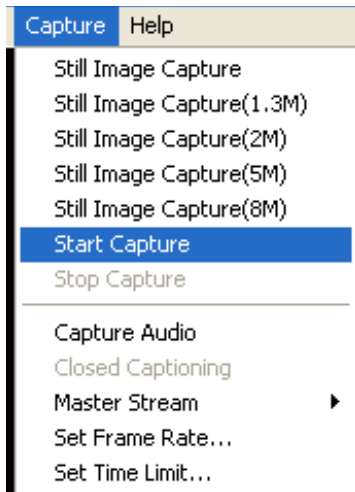 Capture Help
Still Image Capture
Still Image Capture(1.3M)
Still Image Capture(2M)
Still Image Capture(5M)
Still Image Capture(8M)
Start Capture
Stop Capture
Capture Audio
Closed Captioning
Master Stream
Set Frame Rate...
Set Time Limit...